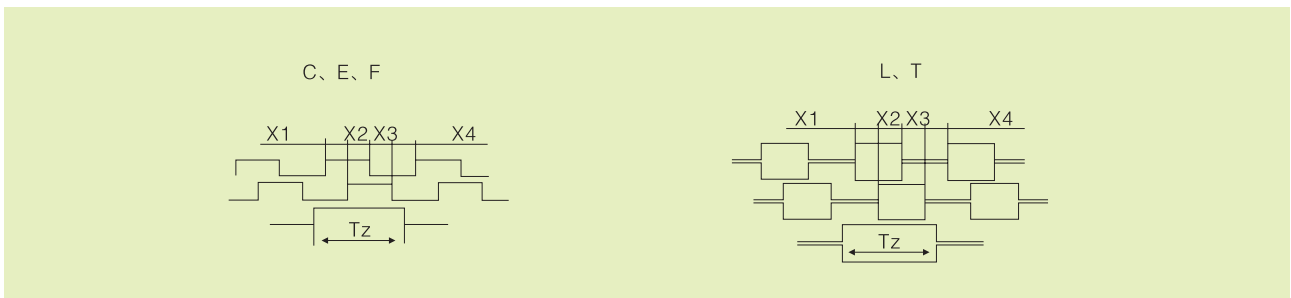 C、E、F
X1 X2 X3 X4
Tz
L、T
X1 X2 X3 X4
Tz